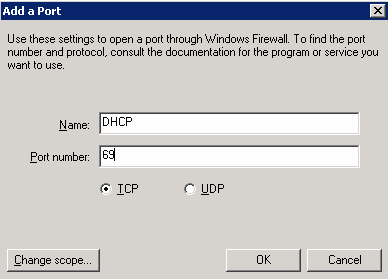 Add a Port
Use these settings to open a port through Windows Firewall. To find the port
number and protocol, consult the documentation for the program or service you
want to use.
Name: DHCP
Port number: 69
TCP UDP
Change scope... OK Cancel